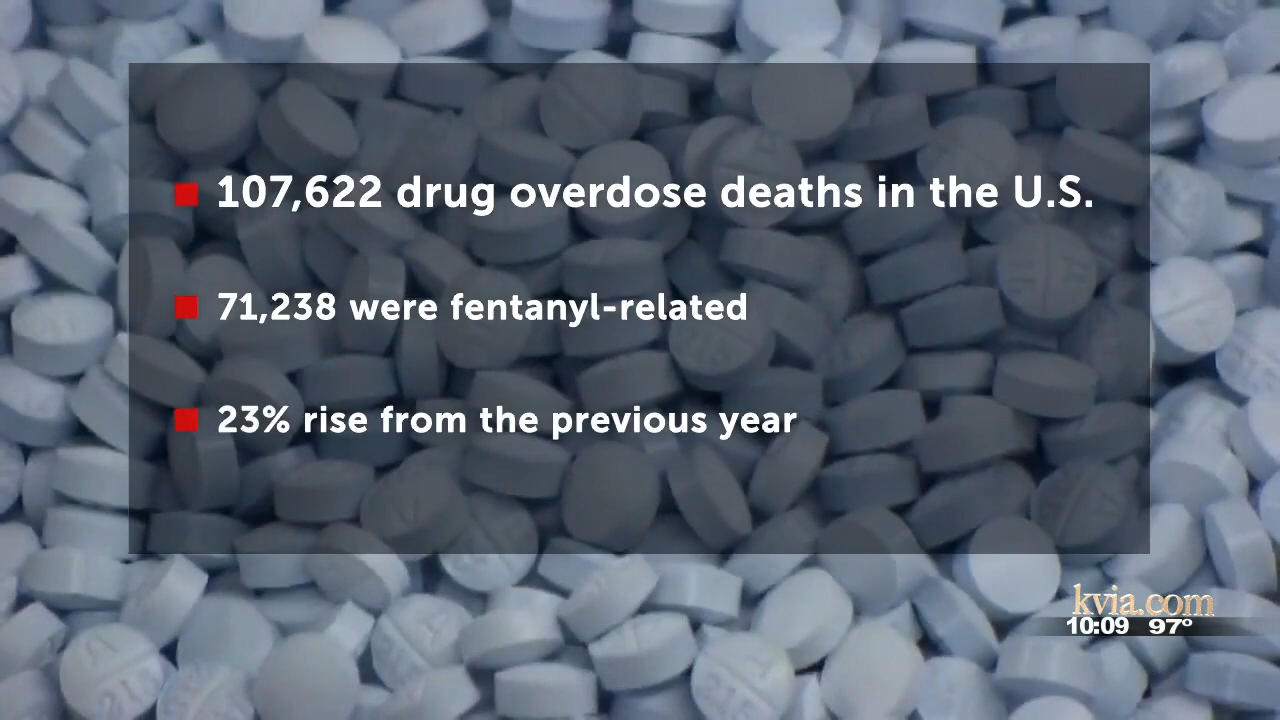 107,622 drug overdose deaths in the U.S.
71,238 were fentanyl-related
23% rise from the previous year
kvia.com
10:09 97°